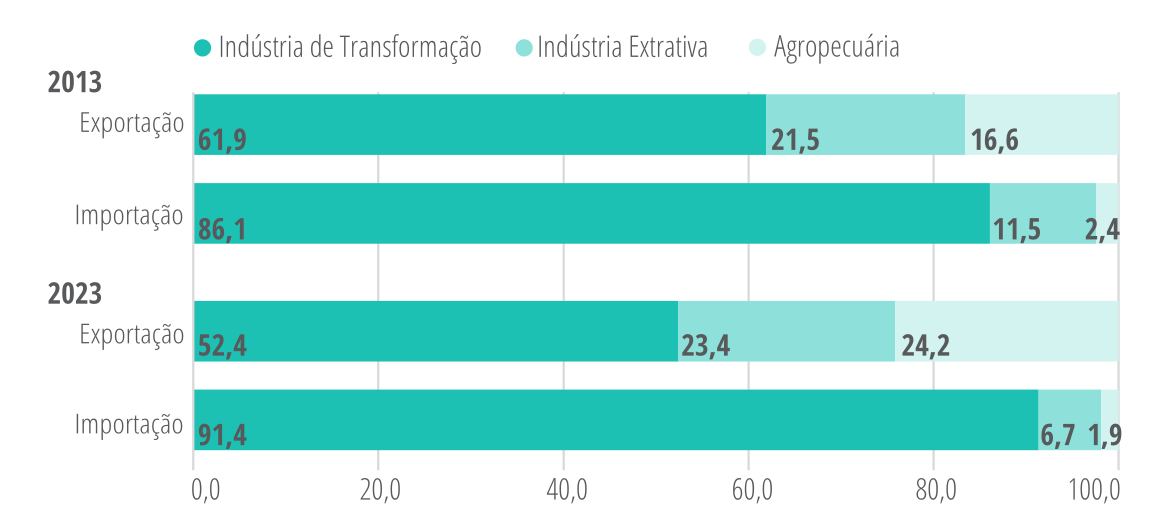 Indústria de Transformação Indústria Extrativa Agropecuária
2013
Exportação 61,9 21,5 16,6
Importação 86,1 11,5 2,4
2023
Exportação 52,4 23,4 24,2
Importação 91,4 6,7 1,9
0,0 20,0 40,0 60,0 80,0 100,0